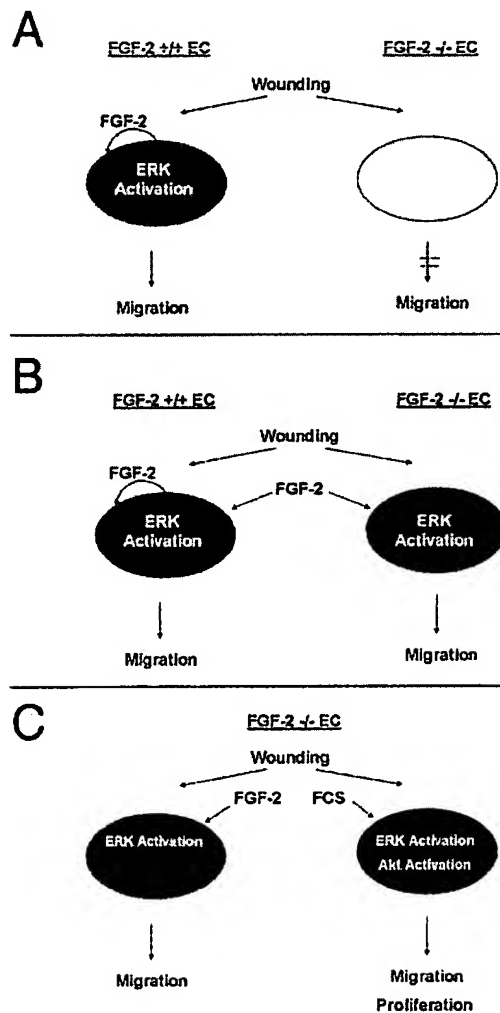 A
FGF-2 +/+ EC FGF-2 -/- EC
Wounding
FGF-2
ERK
Activation
Migration Migration
B
FGF-2 +/+ EC FGF-2 -/- EC
Wounding
FGF-2 FGF-2
ERK ERK
Activation Activation
Migration Migration
C
FGF-2 -/- EC
Wounding
FGF-2 FCS
ERK Activation ERK Activation
Akt Activation
Migration Migration
Proliferation